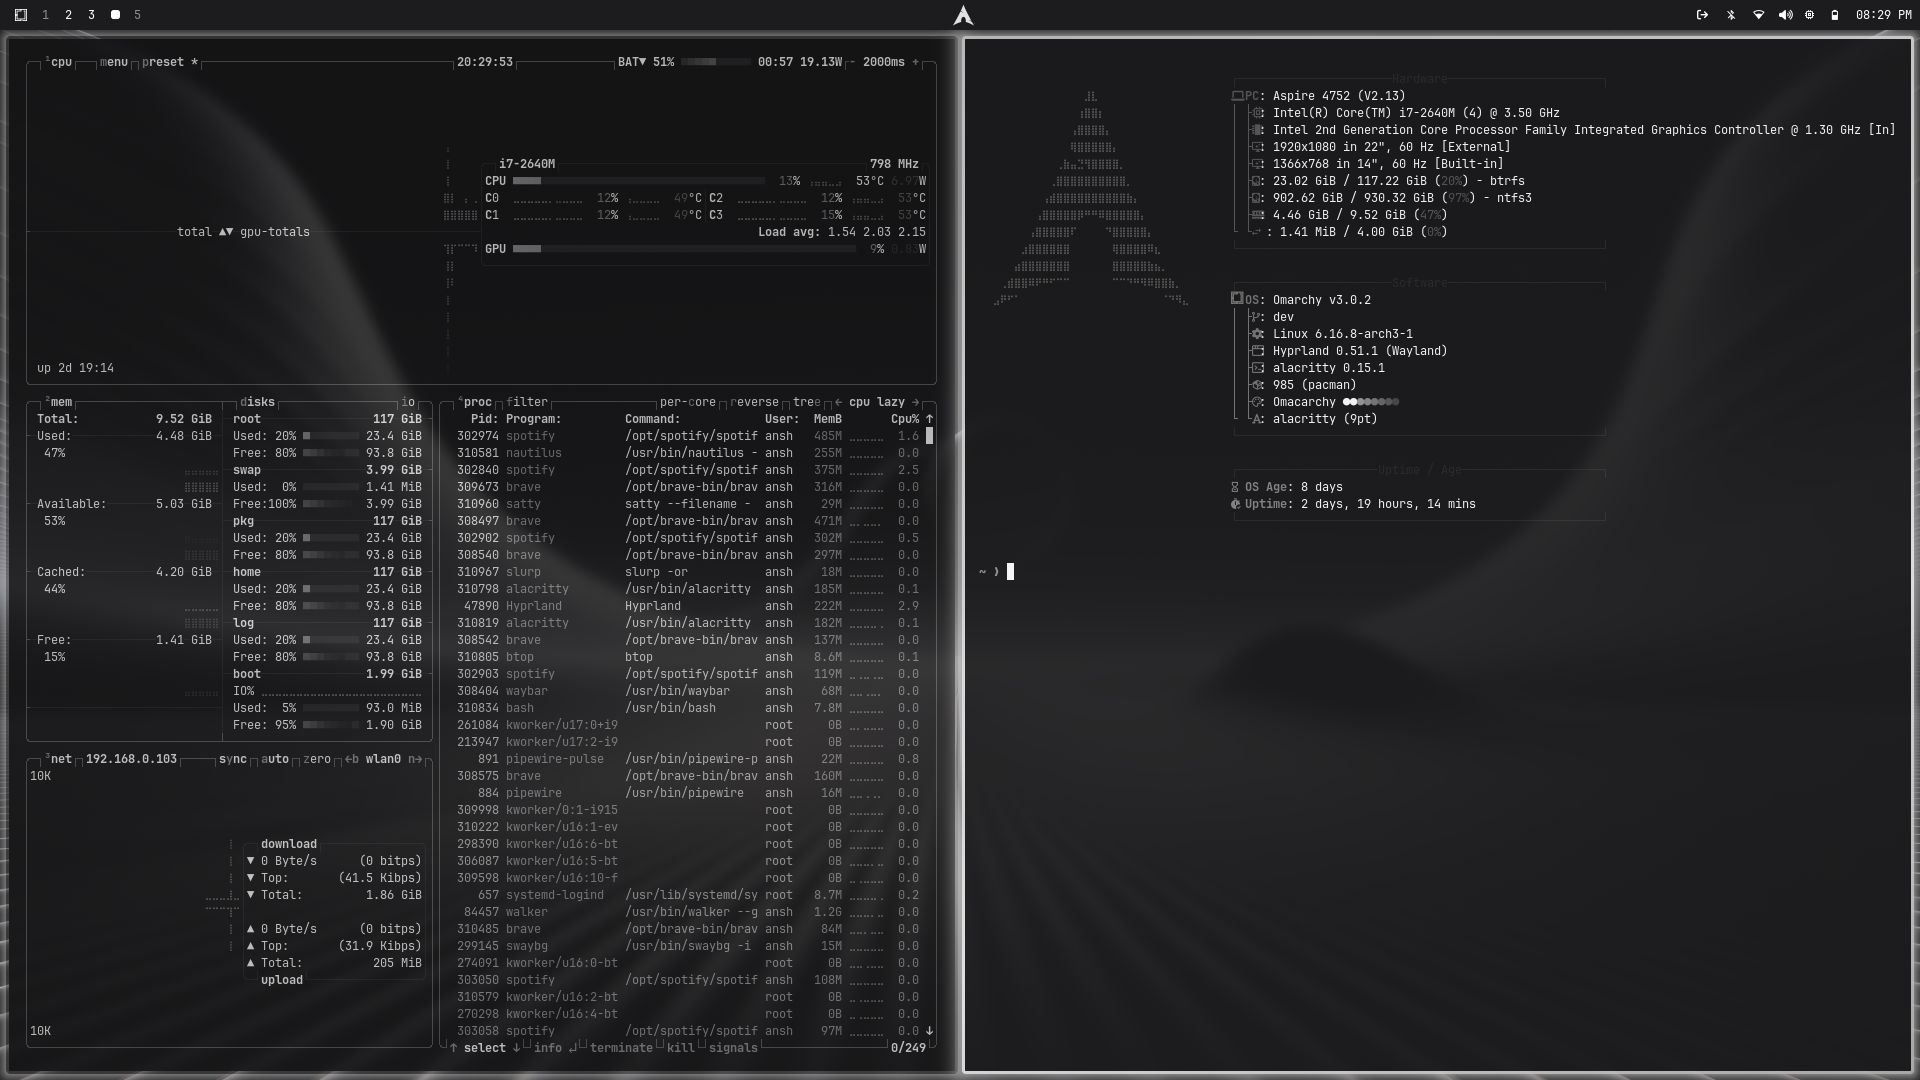 1 2 3 5
08:29 PM
¹cpu menu preset * 20:29:53 BAT▼ 51% 00:57 19.13W - 2000ms +
i7-2640M 798 MHz
CPU 13% 53°C 6.97W
C0 12% 49°C C2 12% 53°C
C1 12% 49°C C3 15% 53°C
total ▲▼ gpu-totals
Load avg: 1.54 2.03 2.15
GPU 9% 0.83W
up 2d 19:14
²mem
Total: 9.52 GiB
Used: 4.48 GiB
47%
Available: 5.03 GiB
53%
Cached: 4.20 GiB
44%
Free: 1.41 GiB
15%
disks io
root 117 GiB
Used: 20% 23.4 GiB
Free: 80% 93.8 GiB
swap 3.99 GiB
Used: 0% 1.41 MiB
Free:100% 3.99 GiB
pkg 117 GiB
Used: 20% 23.4 GiB
Free: 80% 93.8 GiB
home 117 GiB
Used: 20% 23.4 GiB
Free: 80% 93.8 GiB
log 117 GiB
Used: 20% 23.4 GiB
Free: 80% 93.8 GiB
boot 1.99 GiB
IO%
Used: 5% 93.0 MiB
Free: 95% 1.90 GiB
³net 192.168.0.103 sync auto zero ←b wlan0 n→
10K
download
▼ 0 Byte/s (0 bitps)
▼ Top: (41.5 Kibps)
▼ Total: 1.86 GiB
▲ 0 Byte/s (0 bitps)
▲ Top: (31.9 Kibps)
▲ Total: 205 MiB
upload
10K
⁴proc filter per-core reverse tree ← cpu lazy →
Pid: Program: Command: User: MemB Cpu% ↑
302974 spotify /opt/spotify/spotif ansh 485M 1.6
310581 nautilus /usr/bin/nautilus - ansh 255M 0.0
302840 spotify /opt/spotify/spotif ansh 375M 2.5
309673 brave /opt/brave-bin/brav ansh 316M 0.0
310960 satty satty --filename - ansh 29M 0.0
308497 brave /opt/brave-bin/brav ansh 471M 0.0
302902 spotify /opt/spotify/spotif ansh 302M 0.5
308540 brave /opt/brave-bin/brav ansh 297M 0.0
310967 slurp slurp -or ansh 18M 0.0
310798 alacritty /usr/bin/alacritty ansh 185M 0.1
47890 Hyprland Hyprland ansh 222M 2.9
310819 alacritty /usr/bin/alacritty ansh 182M 0.1
308542 brave /opt/brave-bin/brav ansh 137M 0.0
310805 btop btop ansh 8.6M 0.1
302903 spotify /opt/spotify/spotif ansh 119M 0.0
308404 waybar /usr/bin/waybar ansh 68M 0.0
310834 bash /usr/bin/bash ansh 7.8M 0.0
261084 kworker/u17:0+i9 root 0B 0.0
213947 kworker/u17:2-i9 root 0B 0.0
891 pipewire-pulse /usr/bin/pipewire-p ansh 22M 0.8
308575 brave /opt/brave-bin/brav ansh 160M 0.0
884 pipewire /usr/bin/pipewire ansh 16M 0.0
309998 kworker/0:1-i915 root 0B 0.0
310222 kworker/u16:1-ev root 0B 0.0
298390 kworker/u16:6-bt root 0B 0.0
306087 kworker/u16:5-bt root 0B 0.0
309598 kworker/u16:10-f root 0B 0.0
657 systemd-logind /usr/lib/systemd/sy root 8.7M 0.2
84457 walker /usr/bin/walker --g ansh 1.2G 0.0
310485 brave /opt/brave-bin/brav ansh 84M 0.0
299145 swaybg /usr/bin/swaybg -i ansh 15M 0.0
274091 kworker/u16:0-bt root 0B 0.0
303050 spotify /opt/spotify/spotif ansh 108M 0.0
310579 kworker/u16:2-bt root 0B 0.0
270298 kworker/u16:4-bt root 0B 0.0
303058 spotify /opt/spotify/spotif ansh 97M 0.0 ↓
↑ select ↓ info ↵ terminate kill signals 0/249
Hardware
PC: Aspire 4752 (V2.13)
: Intel(R) Core(TM) i7-2640M (4) @ 3.50 GHz
: Intel 2nd Generation Core Processor Family Integrated Graphics Controller @ 1.30 GHz [In]
: 1920x1080 in 22", 60 Hz [External]
: 1366x768 in 14", 60 Hz [Built-in]
: 23.02 GiB / 117.22 GiB (20%) - btrfs
: 902.62 GiB / 930.32 GiB (97%) - ntfs3
: 4.46 GiB / 9.52 GiB (47%)
: 1.41 MiB / 4.00 GiB (0%)
Software
OS: Omarchy v3.0.2
: dev
: Linux 6.16.8-arch3-1
: Hyprland 0.51.1 (Wayland)
: alacritty 0.15.1
: 985 (pacman)
: Omacarchy
: alacritty (9pt)
Uptime / Age
OS Age: 8 days
Uptime: 2 days, 19 hours, 14 mins
~ ❯